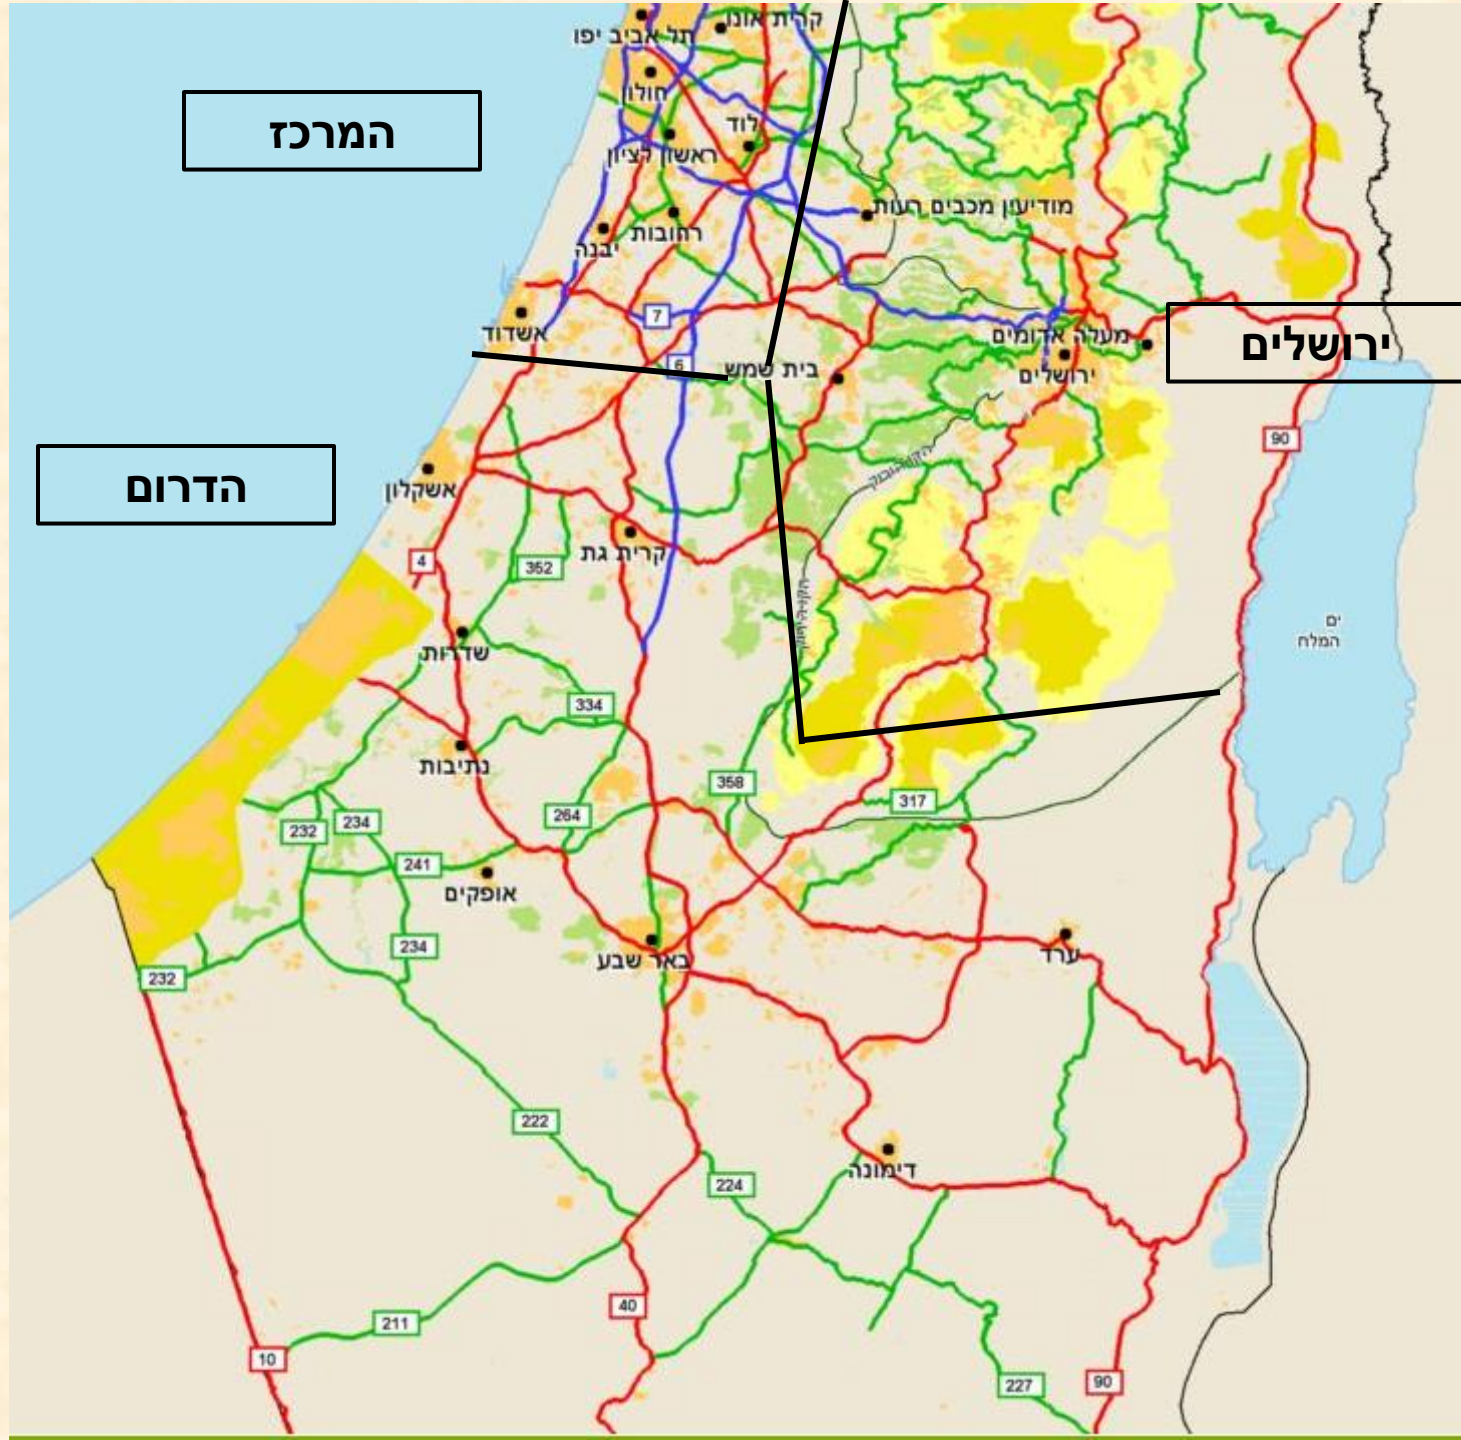 קרית אונו
תל אביב יפו
חולון
המרכז
לוד
ראשון לציון
מודיעין מכבים רעות
רחובות
יבנה
7
אשדוד
מעלה אדומים
ירושלים
6
בית שמש
ירושלים
90
אשקלון
הדרום
4
352
קרית גת
ים
המלח
שדרות
334
נתיבות
358
317
264
232
234
241
אופקים
234
באר שבע
ערד
232
222
דימונה
224
40
211
10
227
90